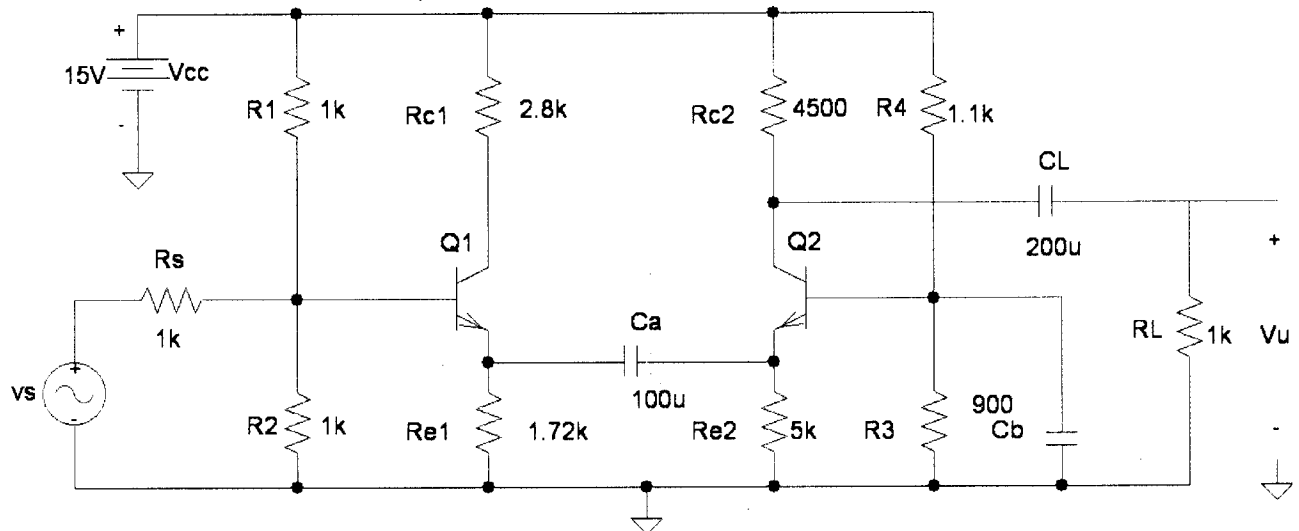 +
15V
Vcc
-
R1
1k
Rc1
2.8k
Rc2
4500
R4
1.1k
CL
200u
Q1
Q2
Rs
1k
Ca
100u
RL
1k
+
Vu
-
vs
+
-
R2
1k
Re1
1.72k
Re2
5k
R3
900
Cb